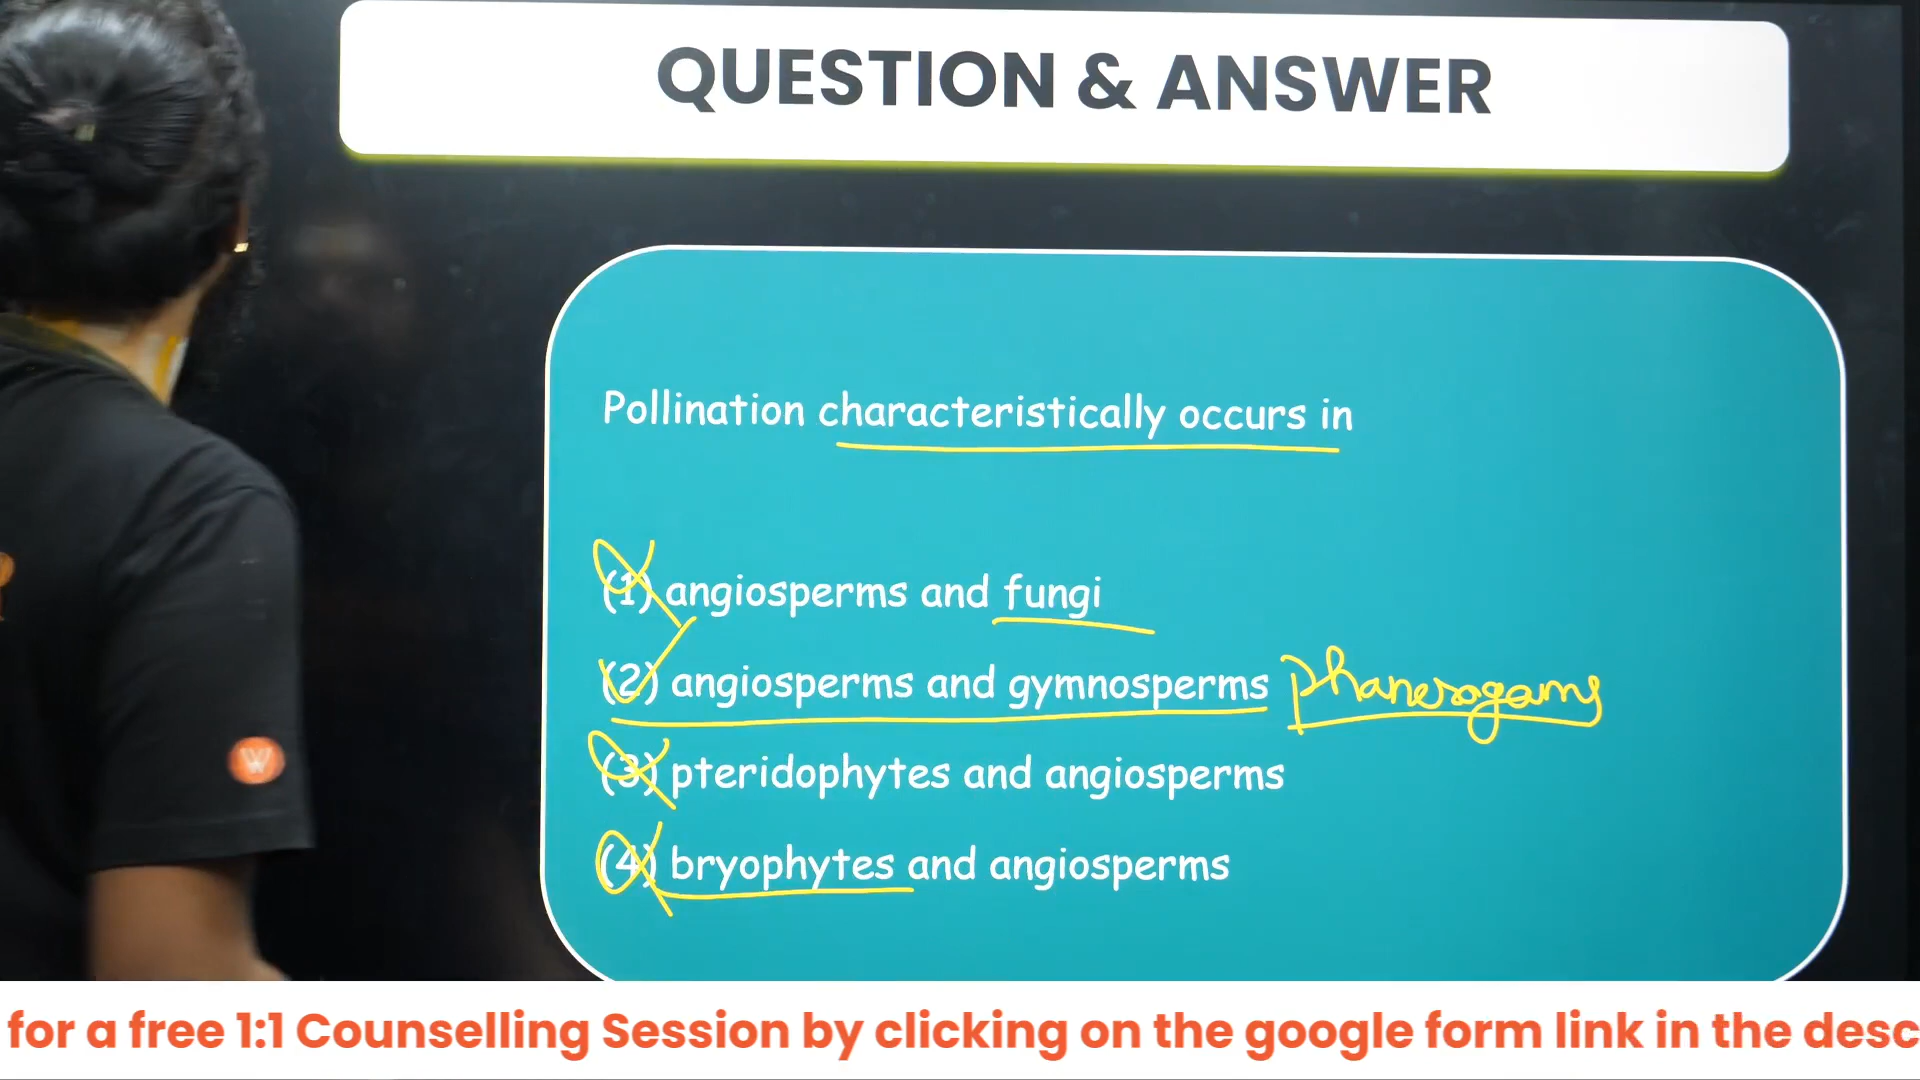 QUESTION & ANSWER
Pollination characteristically occurs in
(1) angiosperms and fungi
(2) angiosperms and gymnosperms phanerogams
(3) pteridophytes and angiosperms
(4) bryophytes and angiosperms
W
for a free 1:1 Counselling Session by clicking on the google form link in the desc